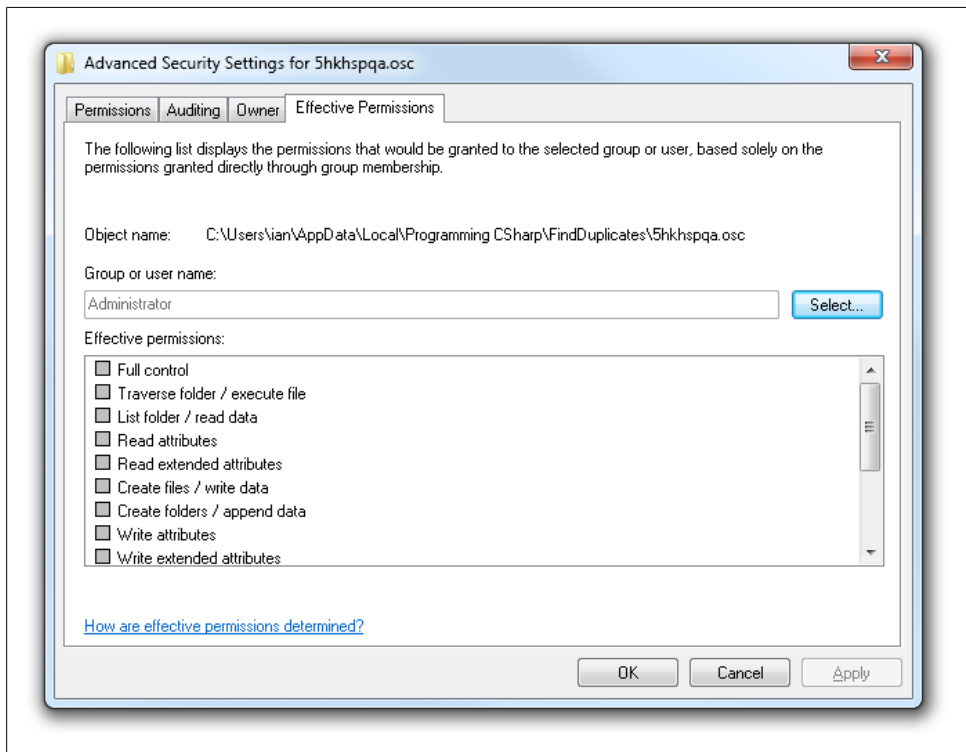 Advanced Security Settings for 5hkhspqa.osc
Permissions Auditing Owner Effective Permissions
The following list displays the permissions that would be granted to the selected group or user, based solely on the
permissions granted directly through group membership.
Object name: C:\Users\ian\AppData\Local\Programming CSharp\FindDuplicates\5hkhspqa.osc
Group or user name:
Administrator Select...
Effective permissions:
Full control
Traverse folder / execute file
List folder / read data
Read attributes
Read extended attributes
Create files / write data
Create folders / append data
Write attributes
Write extended attributes
How are effective permissions determined?
OK Cancel Apply